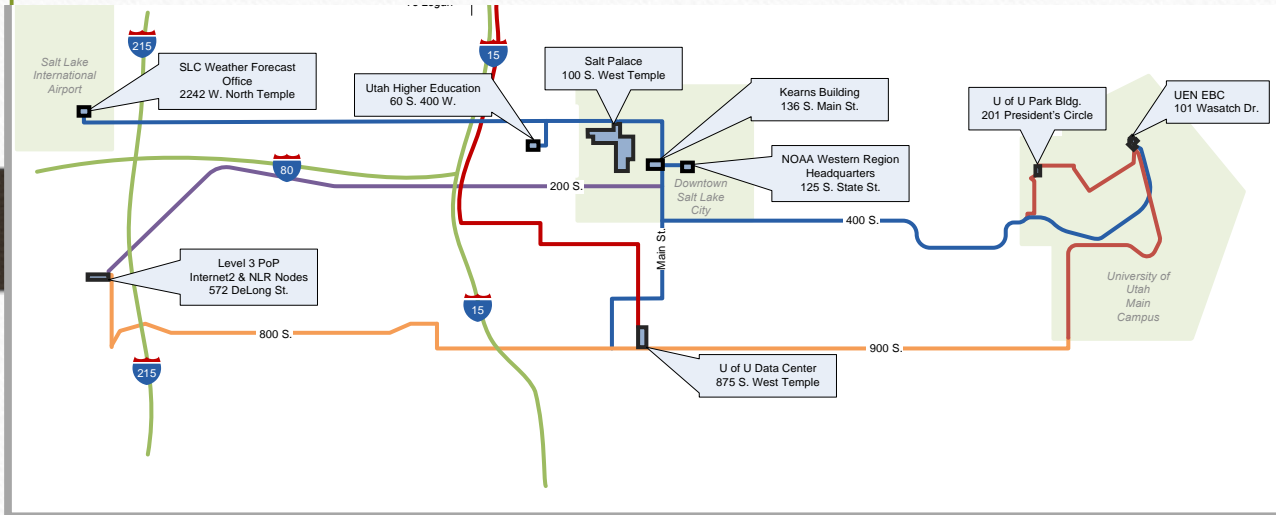 215
15
Salt Lake
International
Airport
SLC Weather Forecast
Office
2242 W. North Temple
Utah Higher Education
60 S. 400 W.
Salt Palace
100 S. West Temple
Kearns Building
136 S. Main St.
U of U Park Bldg.
201 President's Circle
UEN EBC
101 Wasatch Dr.
80
NOAA Western Region
Headquarters
125 S. State St.
200 S.
Downtown
Salt Lake
City
400 S.
Main St.
Level 3 PoP
Internet2 & NLR Nodes
572 DeLong St.
University of
Utah
Main
Campus
15
800 S.
900 S.
215
U of U Data Center
875 S. West Temple